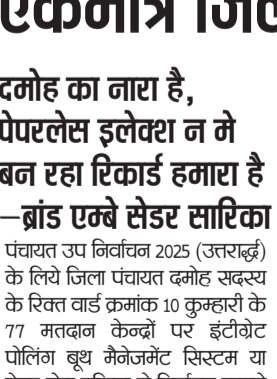 एकमात्र
दमोह का नारा है,
पेपरलेस इलेक्श न मे
बन रहा रिकार्ड हमारा है
–ब्रांड एम्बे सेडर सारिका
पंचायत उप निर्वाचन 2025 (उत्तरार्द्ध)
के लिये जिला पंचायत दमोह सदस्य
के रिक्त वार्ड क्रमांक 10 कुम्हारी के
77 मतदान केन्द्रों पर इंटीग्रेट
पोलिंग बूथ मैनेजमेंट सिस्टम या